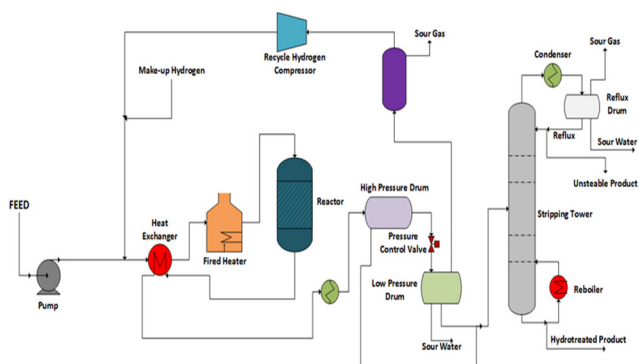 Sour Gas
Recycle Hydrogen
Compressor
Condenser
Sour Gas
Make-up Hydrogen
Reflux
Drum
Reflux
Sour Water
Unsteable Product
High Pressure Drum
Reactor
FEED
Heat
Exchanger
Fired Heater
Pressure
Control Valve
Stripping Tower
Low Pressure
Drum
Reboiler
Pump
Sour Water
Hydrotreated Product